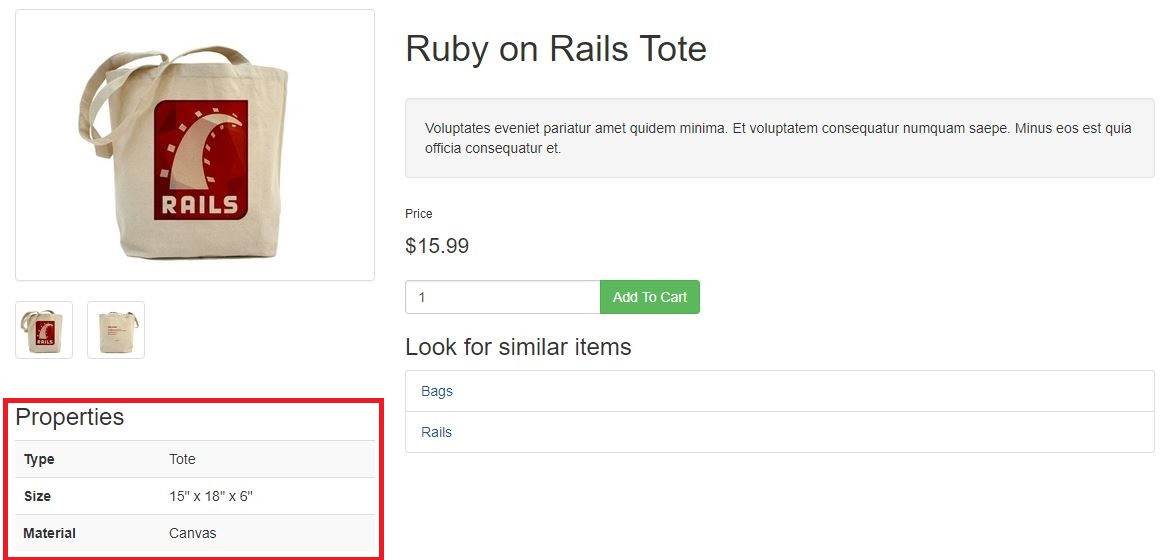 RAILS
RAILS
Properties
Type Tote
Size 15" x 18" x 6"
Material Canvas
Ruby on Rails Tote
Voluptates eveniet pariatur amet quidem minima. Et voluptatem consequatur numquam saepe. Minus eos est quia
officia consequatur et.
Price
$15.99
1 Add To Cart
Look for similar items
Bags
Rails